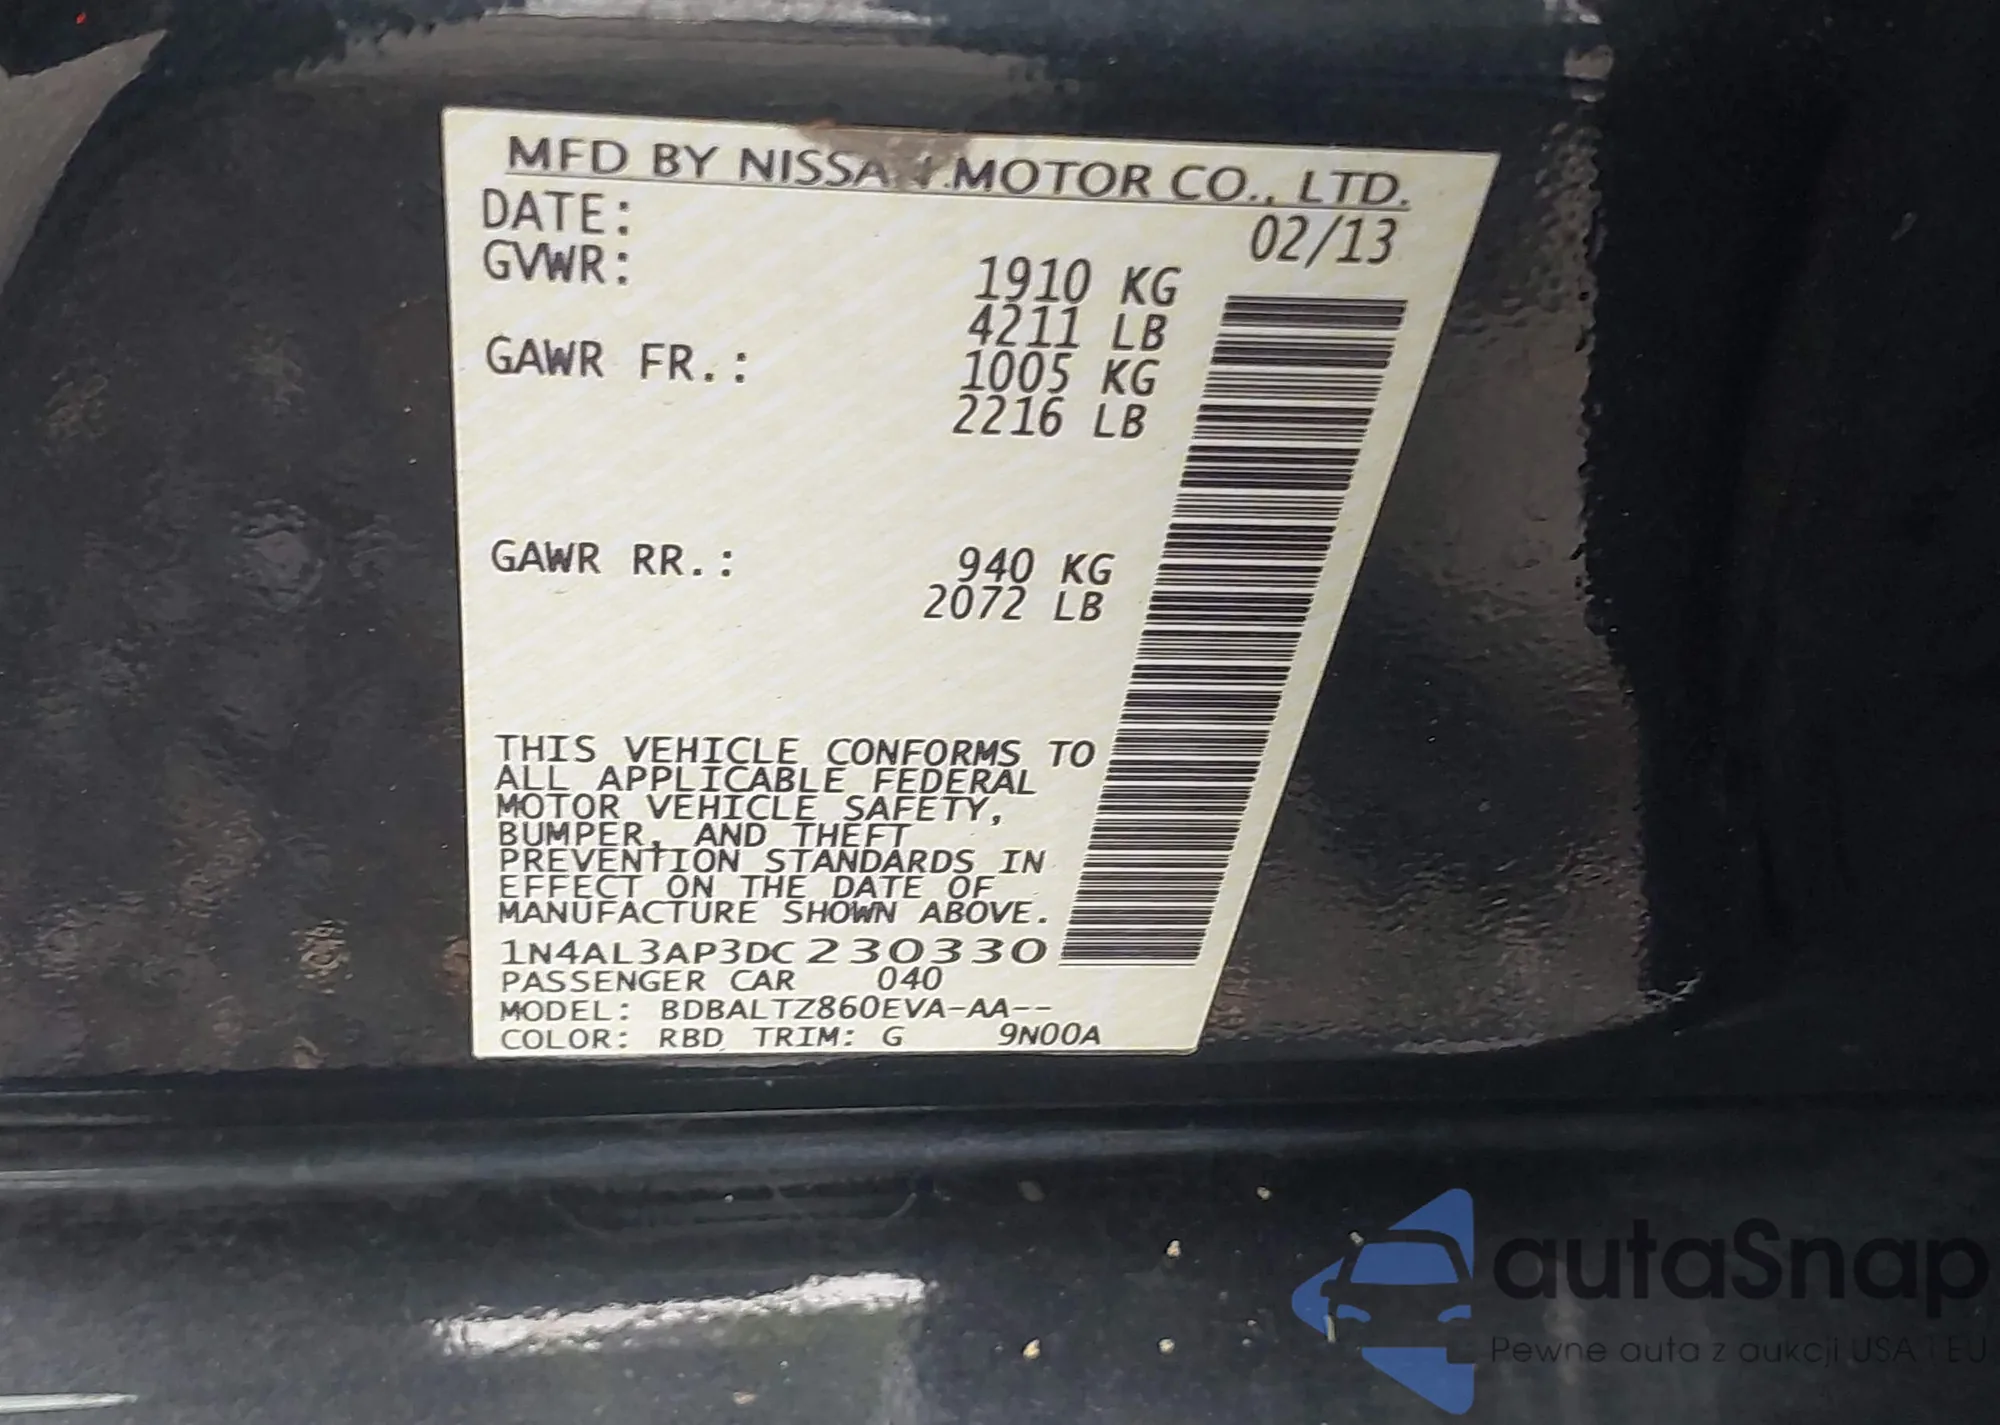 MFD BY NISSAN MOTOR CO., LTD.
DATE: 02/13
GVWR: 1910 KG
4211 LB
GAWR FR.: 1005 KG
2216 LB
GAWR RR.: 940 KG
2072 LB
THIS VEHICLE CONFORMS TO
ALL APPLICABLE FEDERAL
MOTOR VEHICLE SAFETY,
BUMPER, AND THEFT
PREVENTION STANDARDS IN
EFFECT ON THE DATE OF
MANUFACTURE SHOWN ABOVE.
1N4AL3AP3DC230330
PASSENGER CAR 040
MODEL: BDBALTZ860EVA-AA--
COLOR: RBD TRIM: G 9N00A
autaSnap
Pewne auta z aukcji USA i EU